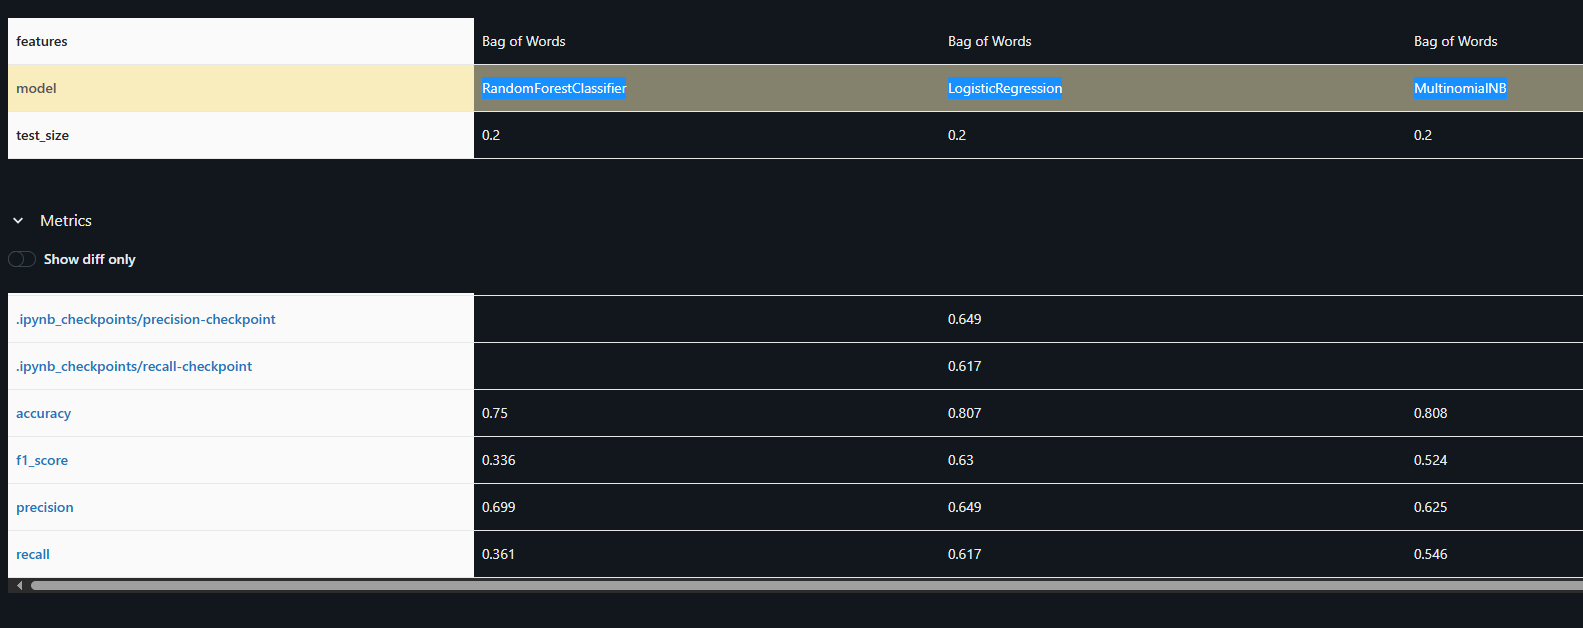 features Bag of Words Bag of Words Bag of Words
model RandomForestClassifier LogisticRegression MultinomialNB
test_size 0.2 0.2 0.2
Metrics
Show diff only
.ipynb_checkpoints/precision-checkpoint 0.649
.ipynb_checkpoints/recall-checkpoint 0.617
accuracy 0.75 0.807 0.808
f1_score 0.336 0.63 0.524
precision 0.699 0.649 0.625
recall 0.361 0.617 0.546